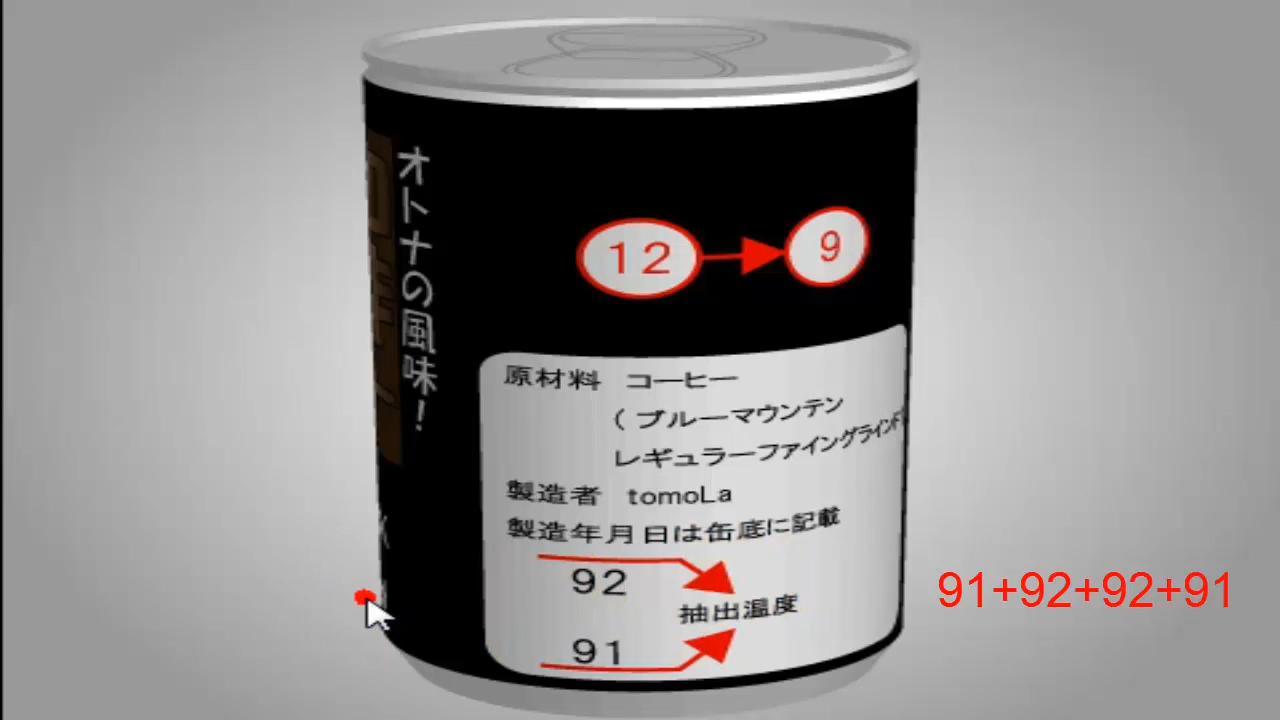 オトナの風味！
12
9
原材料 コーヒー
（ブルーマウンテン
レギュラーファイングラインド
製造者 tomoLa
製造年月日は缶底に記載
92
抽出温度
91
91+92+92+91